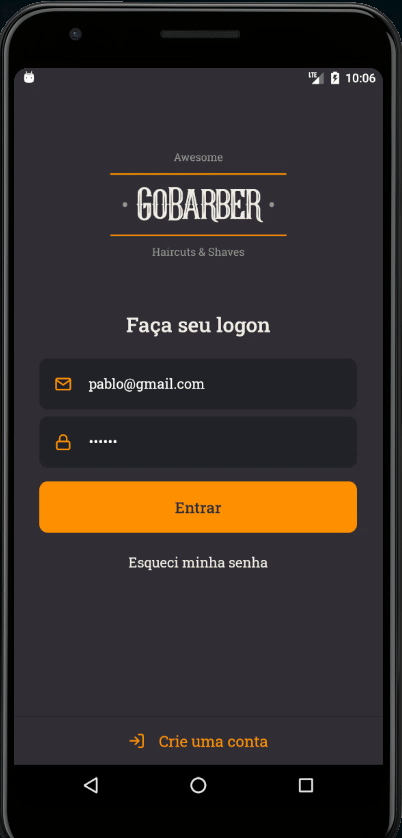 LTE 10:06
Awesome
GOBARBER
Haircuts & Shaves
Faça seu logon
pablo@gmail.com
••••••
Entrar
Esqueci minha senha
Crie uma conta